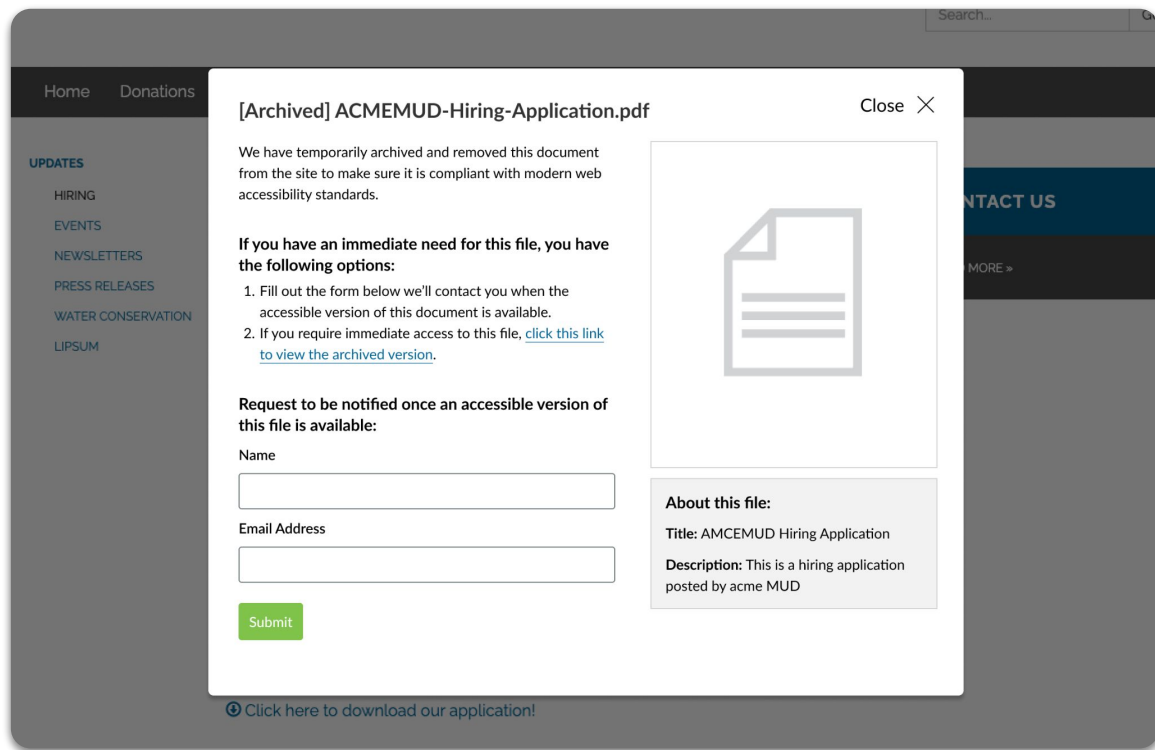 Search...
Home Donations
UPDATES
HIRING
EVENTS
NEWSLETTERS
PRESS RELEASES
WATER CONSERVATION
LIPSUM
[Archived] ACMEMUD-Hiring-Application.pdf
Close
We have temporarily archived and removed this document
from the site to make sure it is compliant with modern web
accessibility standards.
If you have an immediate need for this file, you have
the following options:
1. Fill out the form below we'll contact you when the
accessible version of this document is available.
2. If you require immediate access to this file, click this link
to view the archived version.
Request to be notified once an accessible version of
this file is available:
Name
Email Address
Submit
About this file:
Title: AMCEMUD Hiring Application
Description: This is a hiring application
posted by acme MUD
NTACT US
MORE »
Click here to download our application!